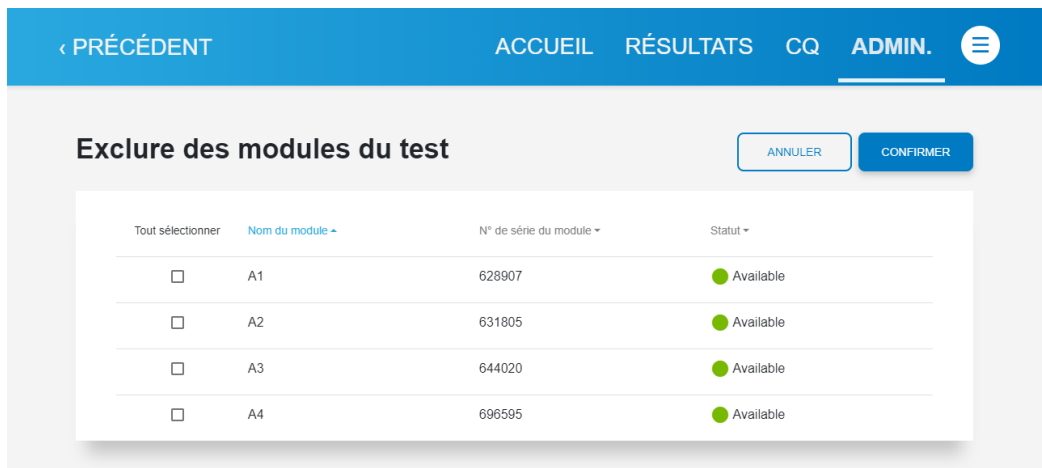 ‹ PRÉCÉDENT ACCUEIL RÉSULTATS CQ ADMIN.
Exclure des modules du test ANNULER CONFIRMER
Tout sélectionner Nom du module N° de série du module Statut
A1 628907 Available
A2 631805 Available
A3 644020 Available
A4 696595 Available